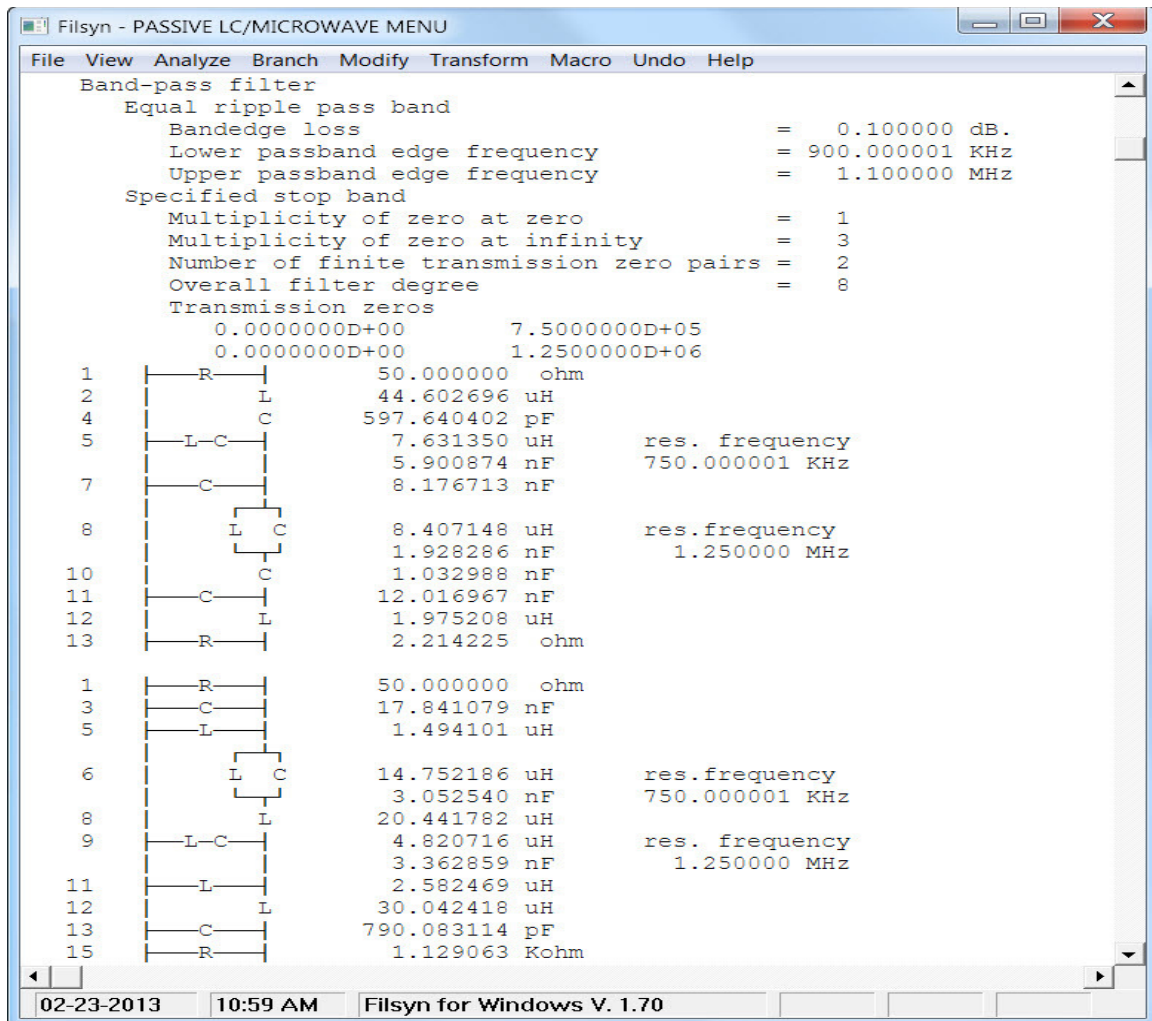 Filsyn - PASSIVE LC/MICROWAVE MENU
File View Analyze Branch Modify Transform Macro Undo Help
Band-pass filter
Equal ripple pass band
Bandedge loss = 0.100000 dB.
Lower passband edge frequency = 900.000001 KHz
Upper passband edge frequency = 1.100000 MHz
Specified stop band
Multiplicity of zero at zero = 1
Multiplicity of zero at infinity = 3
Number of finite transmission zero pairs = 2
Overall filter degree = 8
Transmission zeros
0.0000000D+00 7.5000000D+05
0.0000000D+00 1.2500000D+06
1 R 50.000000 ohm
2 L 44.602696 uH
4 C 597.640402 pF
5 L-C 7.631350 uH res. frequency
5.900874 nF 750.000001 KHz
7 C 8.176713 nF
8 L C 8.407148 uH res.frequency
1.928286 nF 1.250000 MHz
10 C 1.032988 nF
11 C 12.016967 nF
12 L 1.975208 uH
13 R 2.214225 ohm
1 R 50.000000 ohm
3 C 17.841079 nF
5 L 1.494101 uH
6 L C 14.752186 uH res.frequency
3.052540 nF 750.000001 KHz
8 L 20.441782 uH
9 L-C 4.820716 uH res. frequency
3.362859 nF 1.250000 MHz
11 L 2.582469 uH
12 L 30.042418 uH
13 C 790.083114 pF
15 R 1.129063 Kohm
02-23-2013 10:59 AM Filsyn for Windows V. 1.70